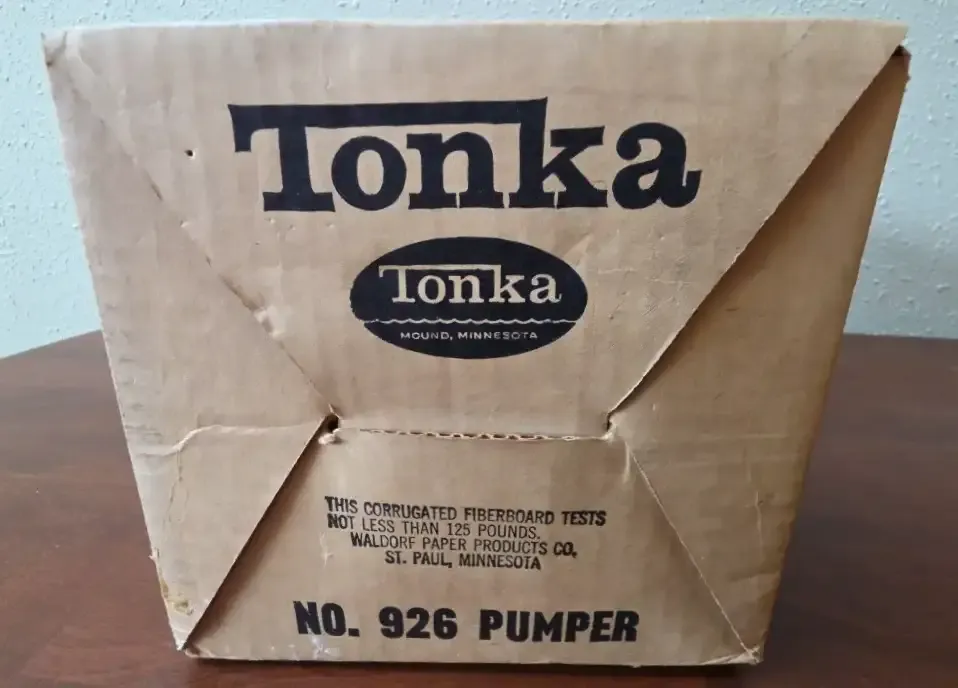 Tonka
Tonka
MOUND, MINNESOTA
THIS CORRUGATED FIBERBOARD TESTS
NOT LESS THAN 125 POUNDS.
WALDORF PAPER PRODUCTS CO,
ST. PAUL, MINNESOTA
NO. 926 PUMPER